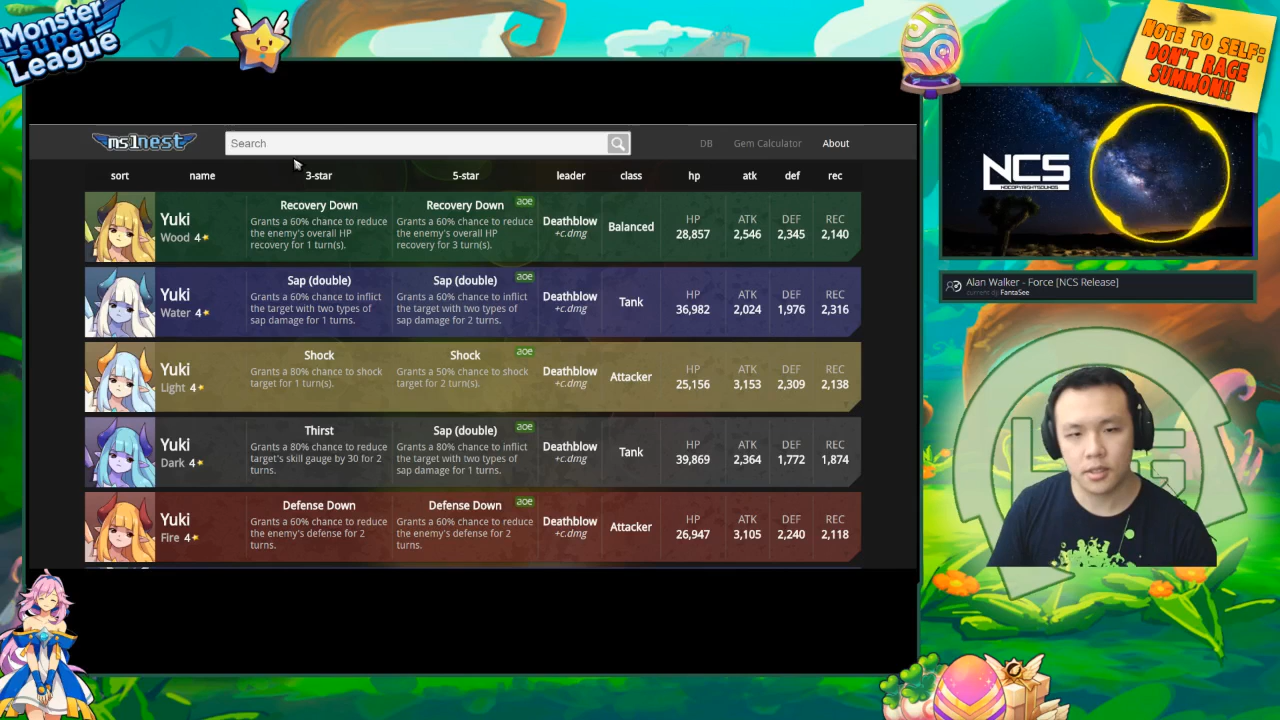 Monster
super
League
NOTE TO SELF:
DON'T RAGE
SUMMON!!
mslnest
Search
DB
Gem Calculator
About
sort
name
3-star
5-star
leader
class
hp
atk
def
rec
Yuki
Wood 4
Recovery Down
Grants a 60% chance to reduce
the enemy's overall HP
recovery for 1 turn(s).
Recovery Down
aoe
Grants a 60% chance to reduce
the enemy's overall HP
recovery for 3 turn(s).
Deathblow
+c.dmg
Balanced
HP
28,857
ATK
2,546
DEF
2,345
REC
2,140
Yuki
Water 4
Sap (double)
Grants a 60% chance to inflict
the target with two types of
sap damage for 1 turns.
Sap (double)
aoe
Grants a 60% chance to inflict
the target with two types of
sap damage for 2 turns.
Deathblow
+c.dmg
Tank
HP
36,982
ATK
2,024
DEF
1,976
REC
2,316
Yuki
Light 4
Shock
Grants a 80% chance to shock
target for 1 turn(s).
Shock
aoe
Grants a 50% chance to shock
target for 2 turn(s).
Deathblow
+c.dmg
Attacker
HP
25,156
ATK
3,153
DEF
2,309
REC
2,138
Yuki
Dark 4
Thirst
Grants a 80% chance to reduce
target's skill gauge by 30 for 2
turns.
Sap (double)
aoe
Grants a 80% chance to inflict
the target with two types of
sap damage for 1 turns.
Deathblow
+c.dmg
Tank
HP
39,869
ATK
2,364
DEF
1,772
REC
1,874
Yuki
Fire 4
Defense Down
Grants a 60% chance to reduce
the enemy's defense for 2
turns.
Defense Down
aoe
Grants a 60% chance to reduce
the enemy's defense for 2
turns.
Deathblow
+c.dmg
Attacker
HP
26,947
ATK
3,105
DEF
2,240
REC
2,118
NCS
NOCOPYRIGHTSOUNDS
Alan Walker - Force [NCS Release]
current dj FantaSee